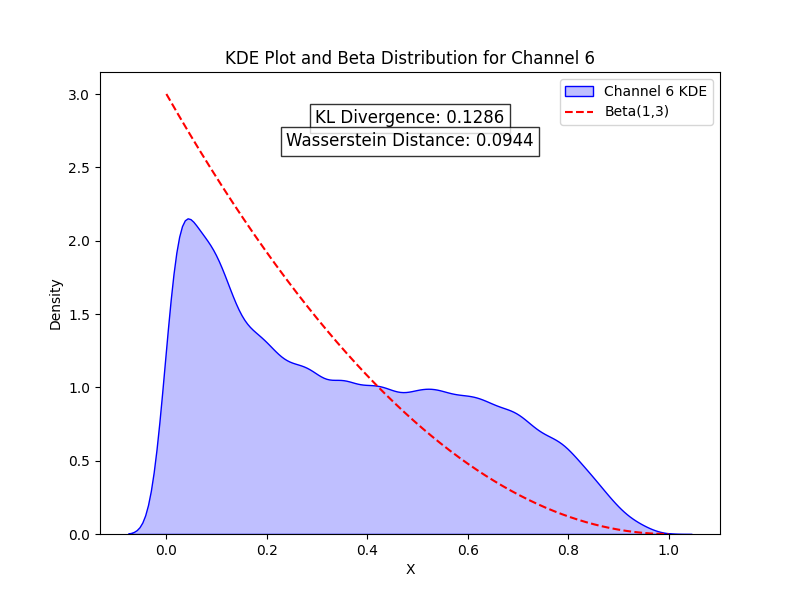 KDE Plot and Beta Distribution for Channel 6
KL Divergence: 0.1286
Wasserstein Distance: 0.0944
Channel 6 KDE
Beta(1,3)
3.0
2.5
2.0
1.5
1.0
0.5
0.0
Density
0.0 0.2 0.4 0.6 0.8 1.0
X